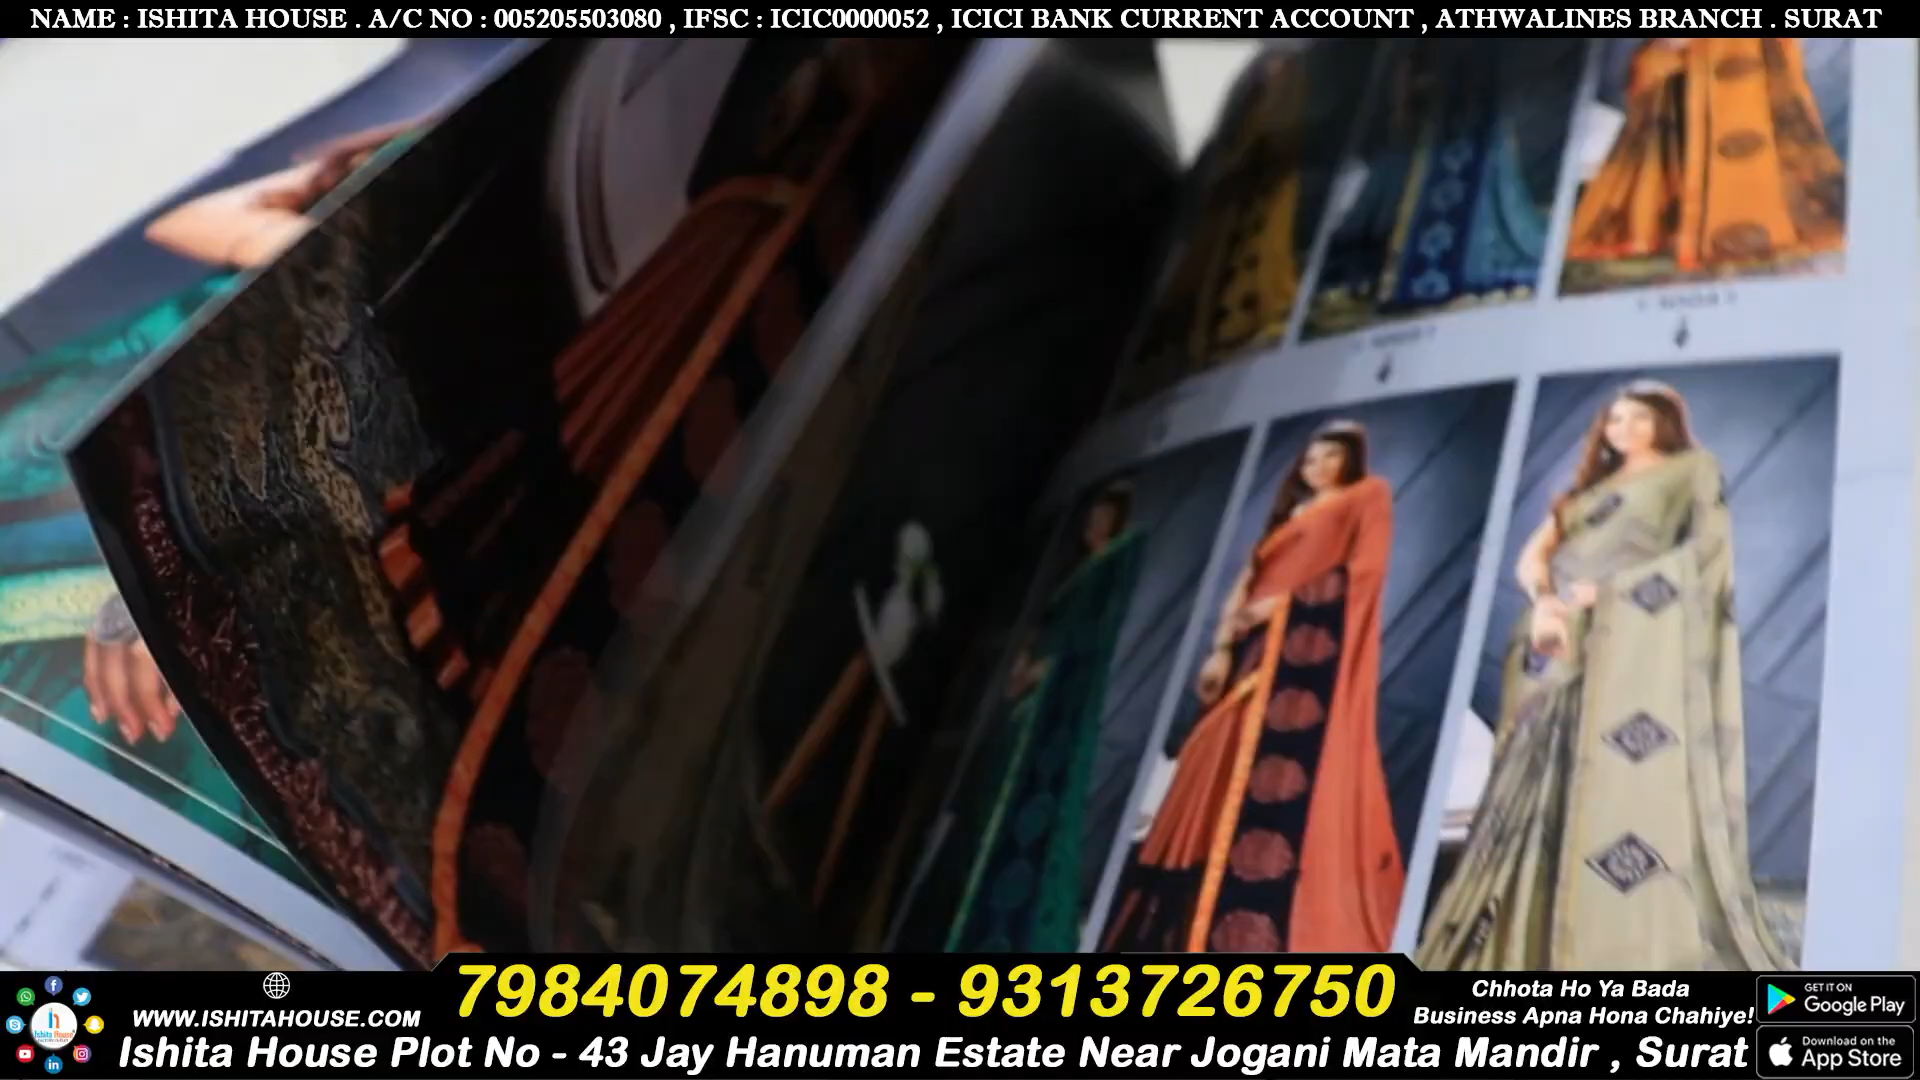 NAME : ISHITA HOUSE . A/C NO : 005205503080 , IFSC : ICIC0000052 , ICICI BANK CURRENT ACCOUNT , ATHWALINES BRANCH . SURAT
7984074898 - 9313726750
WWW.ISHITAHOUSE.COM
Chhota Ho Ya Bada
Business Apna Hona Chahiye!
Ishita House Plot No - 43 Jay Hanuman Estate Near Jogani Mata Mandir , Surat
GET IT ON
Google Play
Download on the
App Store
Ishita House